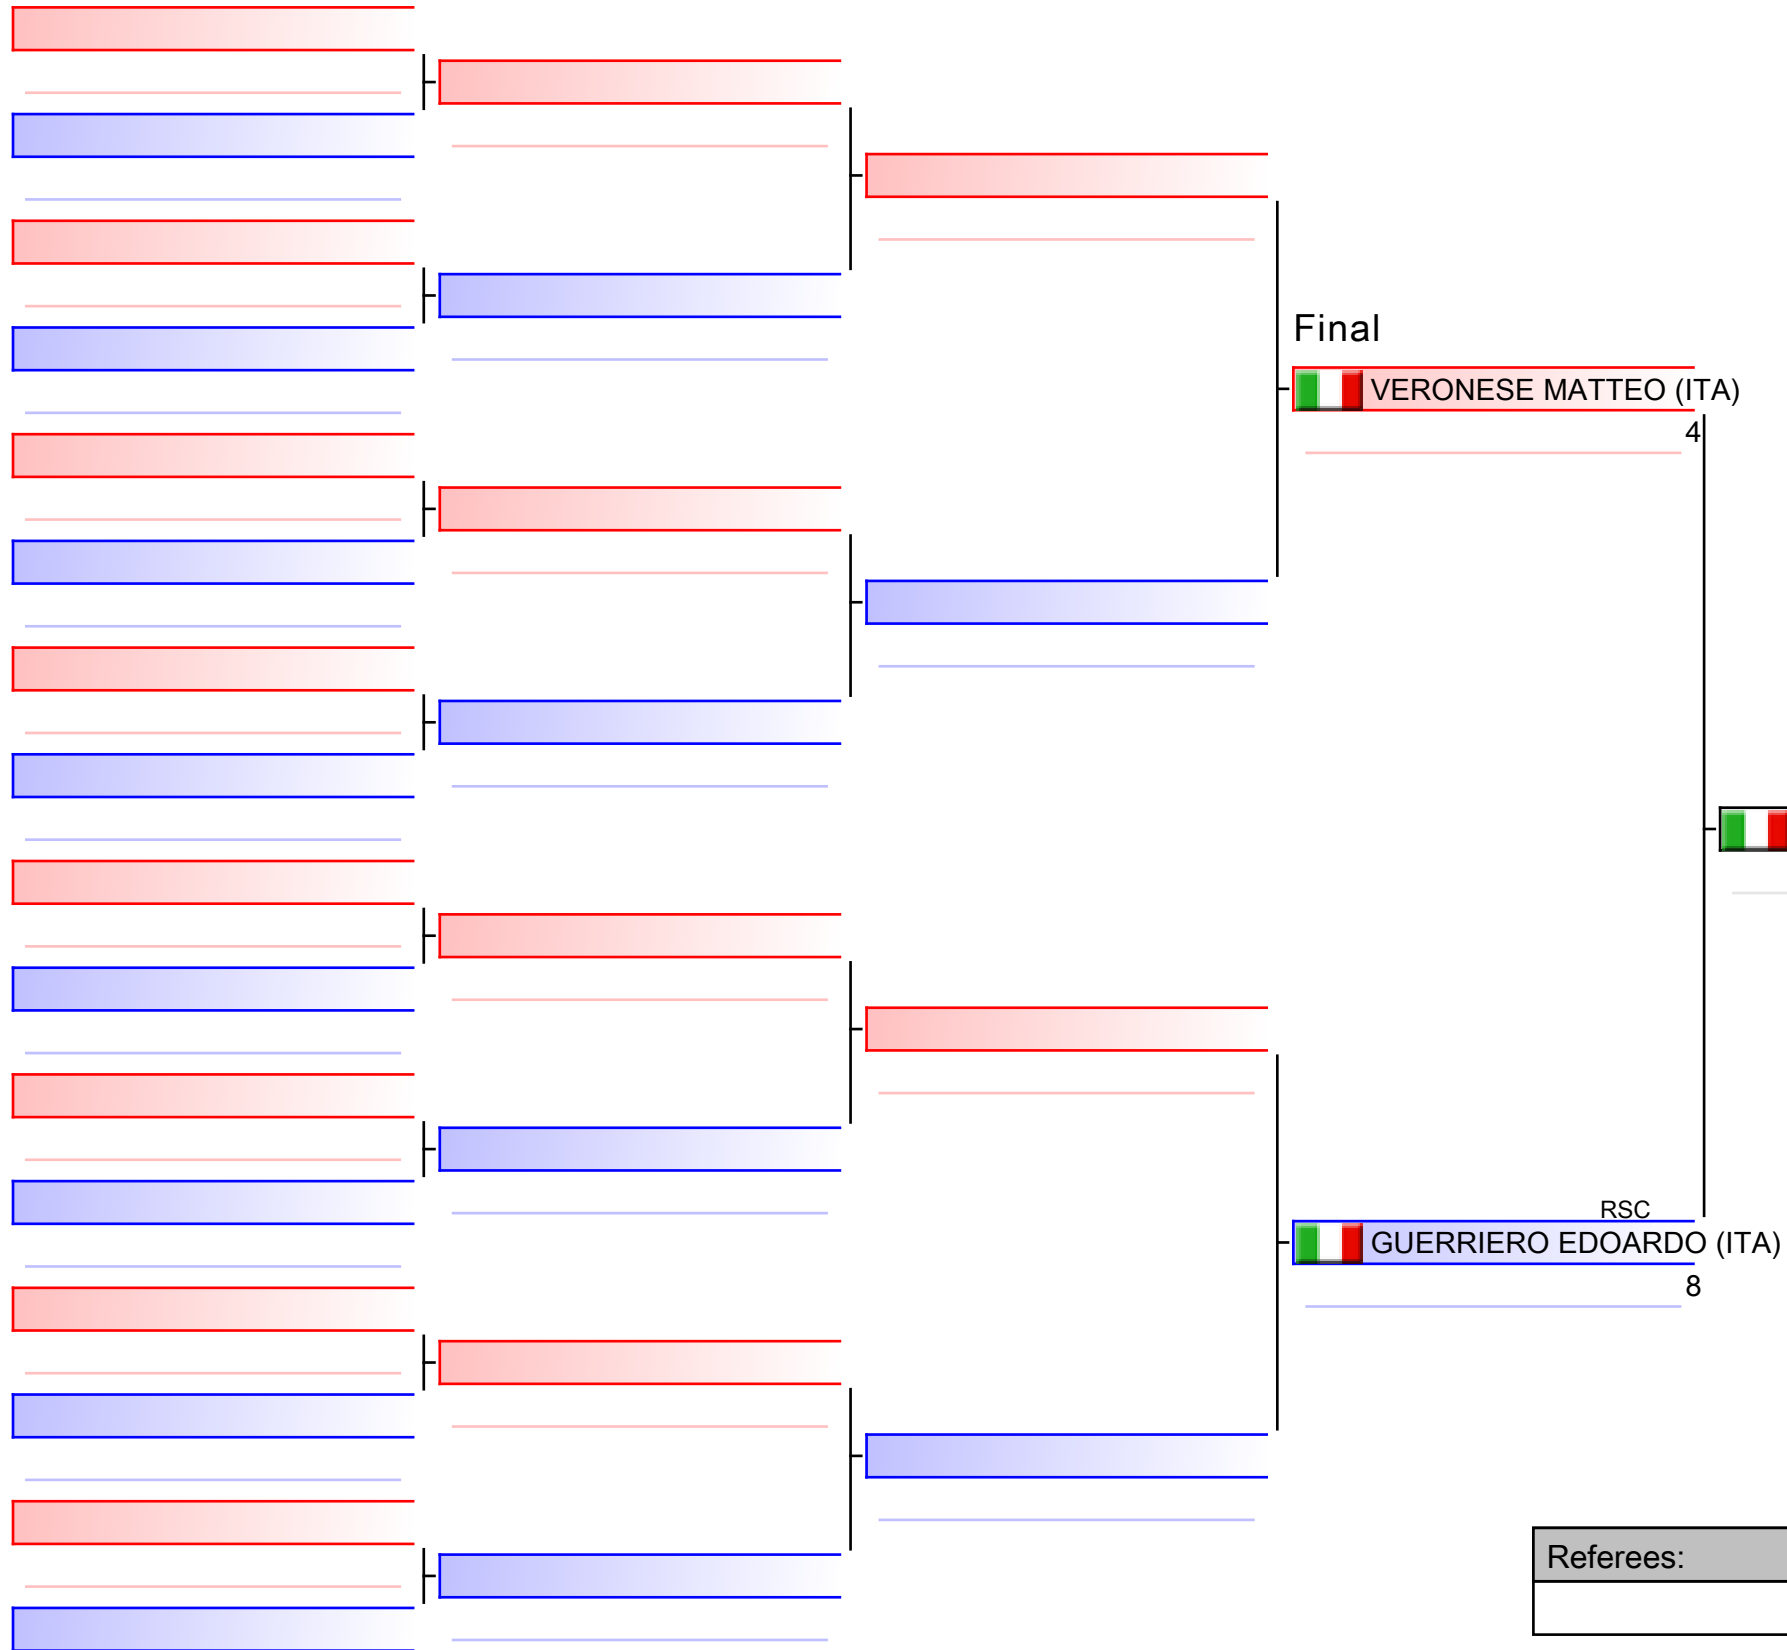 Final
VERONESE MATTEO (ITA)
4
RSC
GUERRIERO EDOARDO (ITA)
8
Referees: